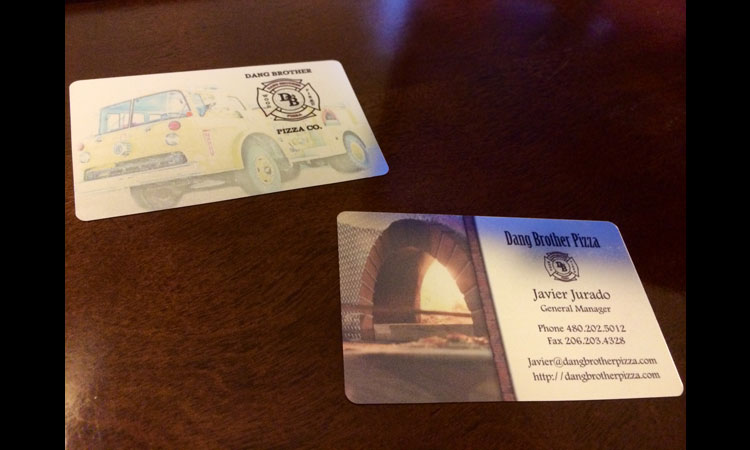 DANG BROTHER
DB
PIZZA CO.
Dang Brother Pizza
DB
Javier Jurado
General Manager
Phone 480.202.5012
Fax 206.203.4328
Javier@dangbrotherpizza.com
http://dangbrotherpizza.com